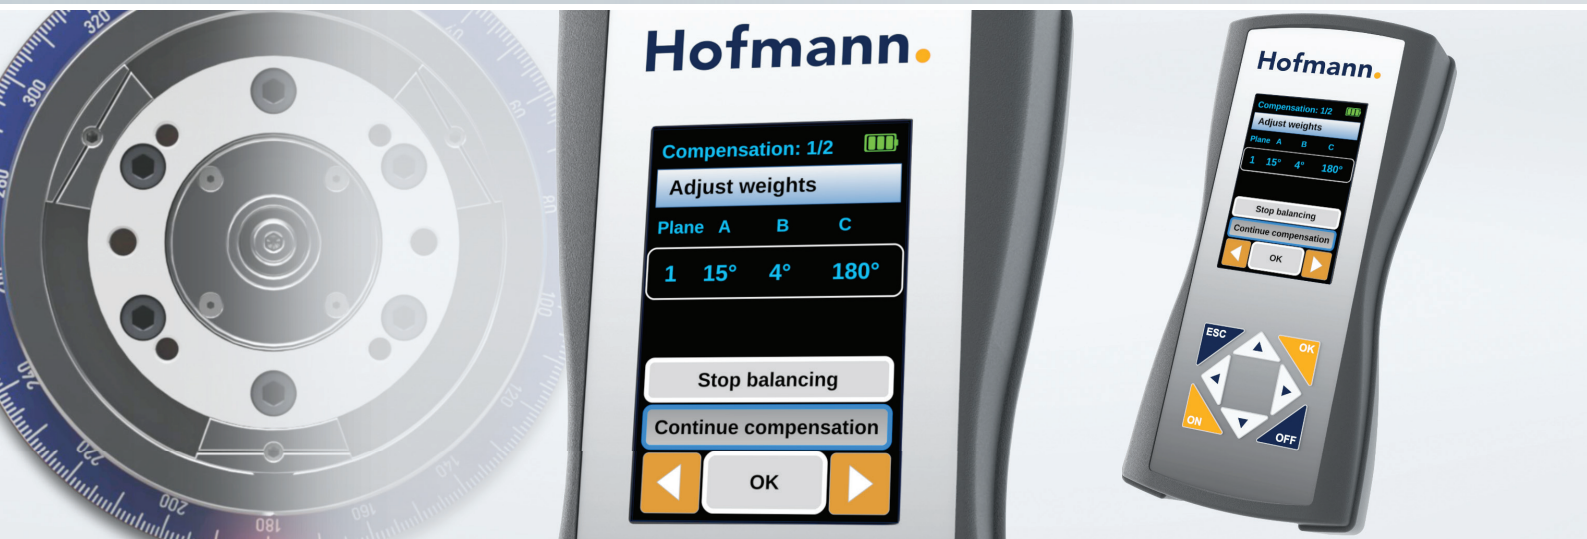 320
300
280
240
220
200
180
160
140
120
100
80
60
Hofmann.
Compensation: 1/2
Adjust weights
Plane A B C
1 15° 4° 180°
Stop balancing
Continue compensation
OK
Hofmann.
Compensation: 1/2
Adjust weights
Plane A B C
1 15° 4° 180°
Stop balancing
Continue compensation
OK
ESC
OK
ON
OFF